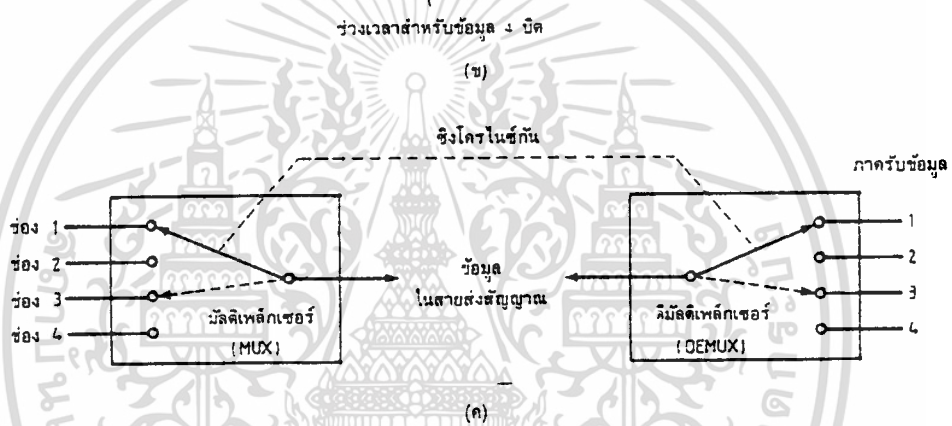 ช่วงเวลาสำหรับข้อมูล 4 บิต
(ข)
ซิงโครไนซ์กัน
ภาครับข้อมูล
ช่อง 1
ช่อง 2
ช่อง 3
ช่อง 4
มัลติเพล็กเซอร์
(MUX)
ข้อมูล
ในสายส่งสัญญาณ
ดีมัลติเพล็กเซอร์
(DEMUX)
1
2
3
4
(ค)